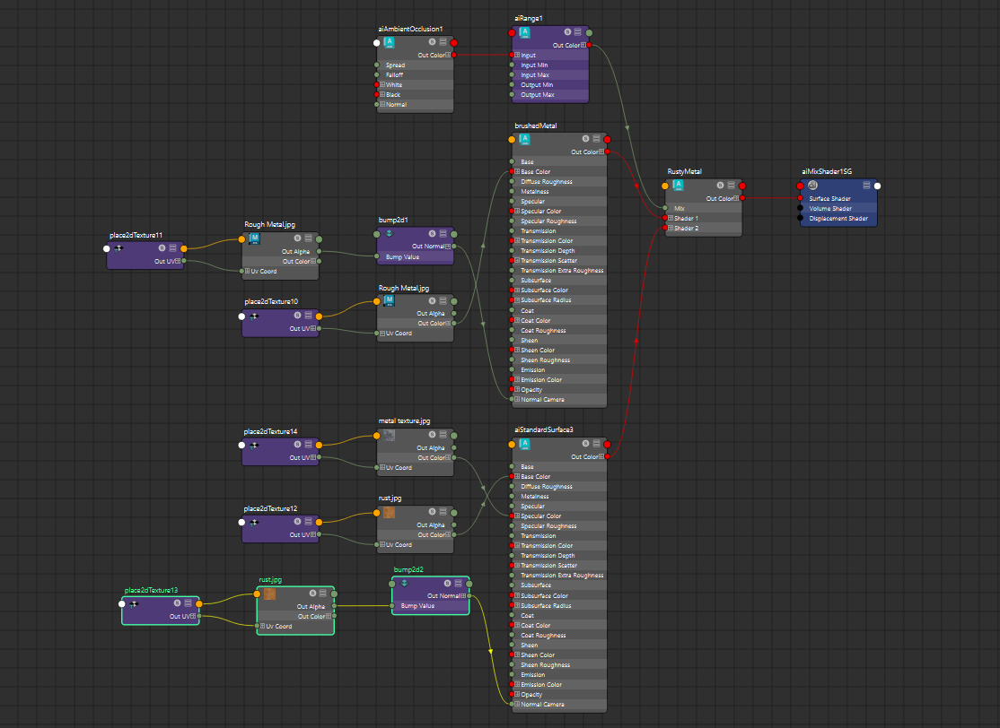 aiAmbientOcclusion1
Out Color
Spread
Falloff
White
Black
Normal
aiRange1
Out Color
Input
Input Min
Input Max
Output Min
Output Max
brushedMetal
Out Color
Base
Base Color
Diffuse Roughness
Metalness
Specular
Specular Color
Specular Roughness
Transmission
Transmission Color
Transmission Depth
Transmission Scatter
Transmission Extra Roughness
Subsurface
Subsurface Color
Subsurface Radius
Coat
Coat Color
Coat Roughness
Sheen
Sheen Color
Sheen Roughness
Emission
Emission Color
Opacity
Normal Camera
RustyMetal
Out Color
Mix
Shader 1
Shader 2
aiMixShader1SG
Surface Shader
Volume Shader
Displacement Shader
place2dTexture11
Out UV
Rough Metal.jpg
Out Alpha
Out Color
Uv Coord
bump2d1
Out Normal
Bump Value
place2dTexture10
Out UV
Rough Metal.jpg
Out Alpha
Out Color
Uv Coord
place2dTexture14
Out UV
metal texture.jpg
Out Alpha
Out Color
Uv Coord
place2dTexture12
Out UV
rust.jpg
Out Alpha
Out Color
Uv Coord
place2dTexture13
Out UV
rust.jpg
Out Alpha
Out Color
Uv Coord
bump2d2
Out Normal
Bump Value
aiStandardSurface3
Out Color
Base
Base Color
Diffuse Roughness
Metalness
Specular
Specular Color
Specular Roughness
Transmission
Transmission Color
Transmission Depth
Transmission Scatter
Transmission Extra Roughness
Subsurface
Subsurface Color
Subsurface Radius
Coat
Coat Color
Coat Roughness
Sheen
Sheen Color
Sheen Roughness
Emission
Emission Color
Opacity
Normal Camera